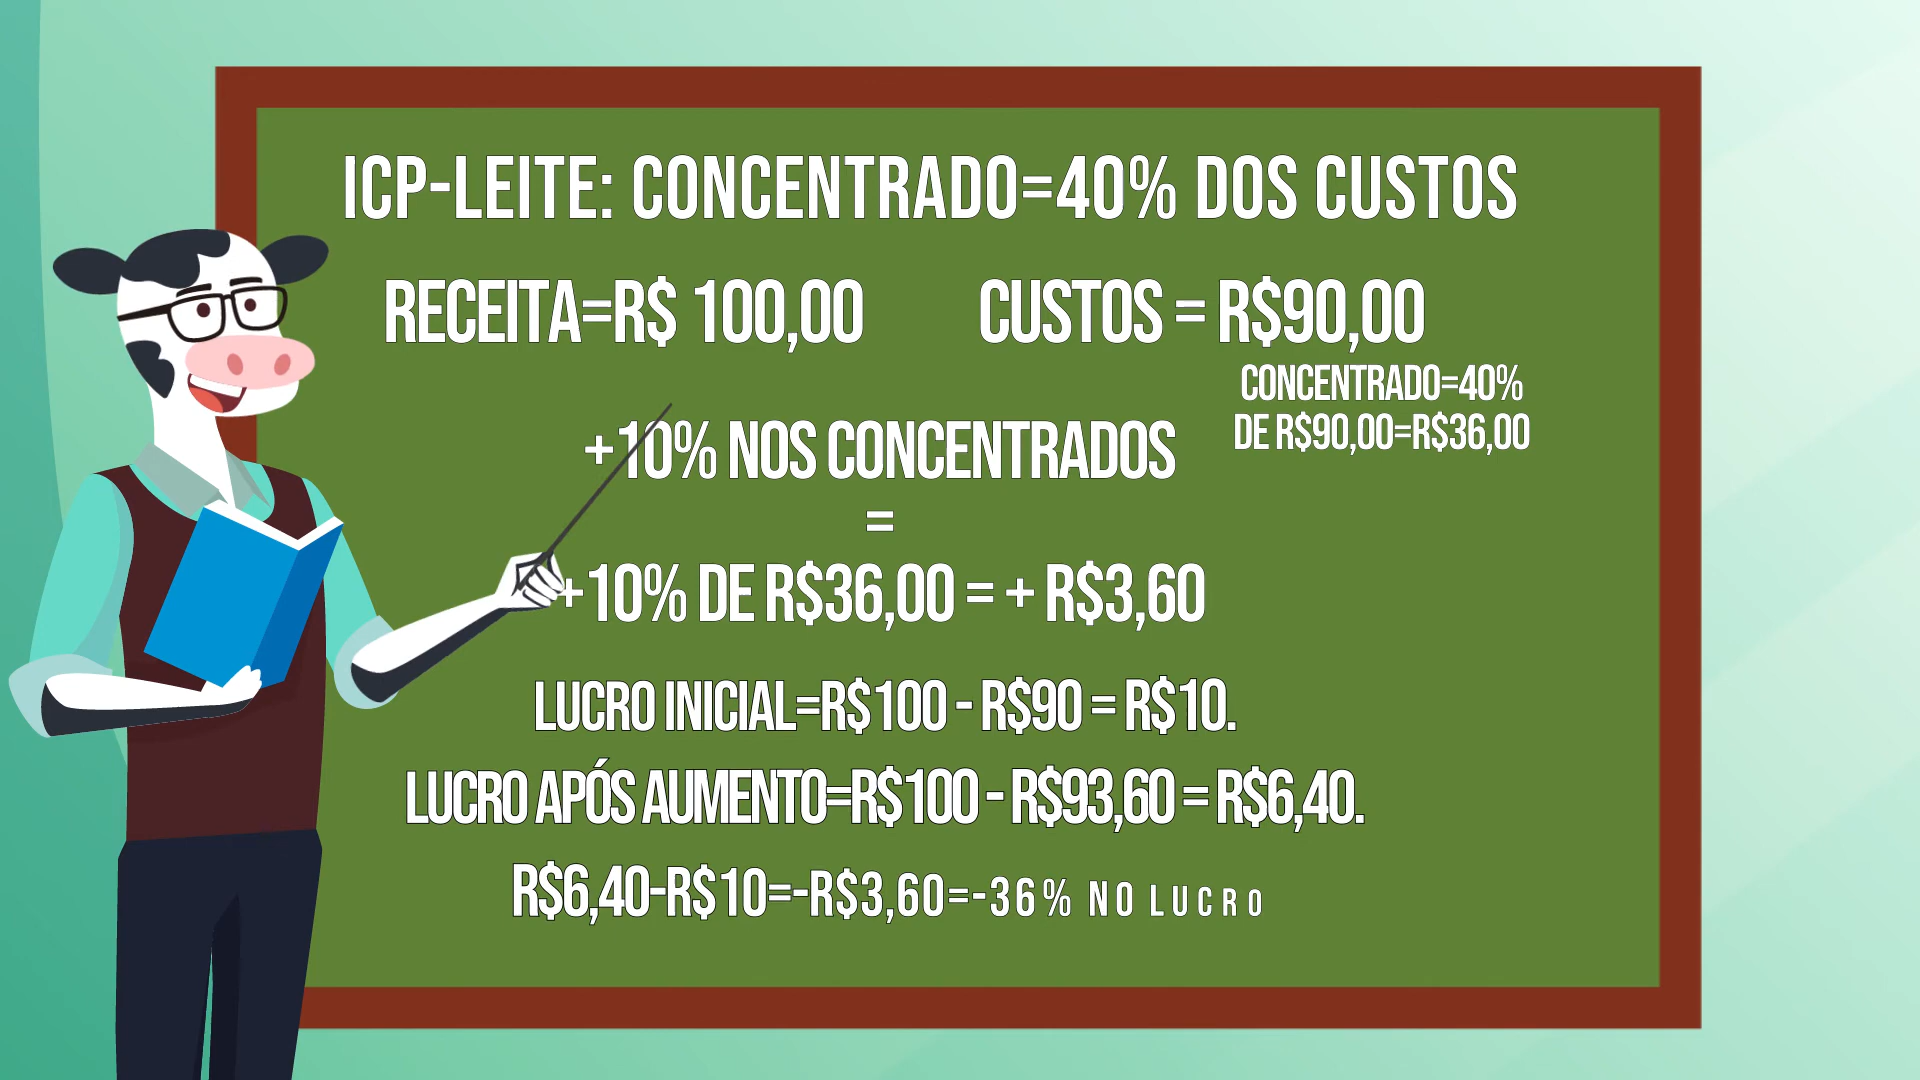 ICP-LEITE: CONCENTRADO=40% DOS CUSTOS
RECEITA=R$ 100,00 CUSTOS = R$90,00
CONCENTRADO=40%
DE R$90,00=R$36,00
+10% NOS CONCENTRADOS
=
+10% DE R$36,00 = + R$3,60
LUCRO INICIAL=R$100 - R$90 = R$10.
LUCRO APÓS AUMENTO=R$100 - R$93,60 = R$6,40.
R$6,40-R$10=-R$3,60=-36% NO LUCRO